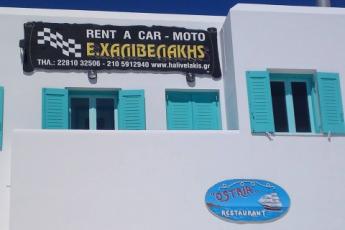 RENT A CAR - MOTO
Ε.ΧΑΛΙΒΕΛΑΚΗΣ
ΤΗΛ.: 22810 32506 - 210 5912940 www.halivelakis.gr
"OSTRIA"
RESTAURANT